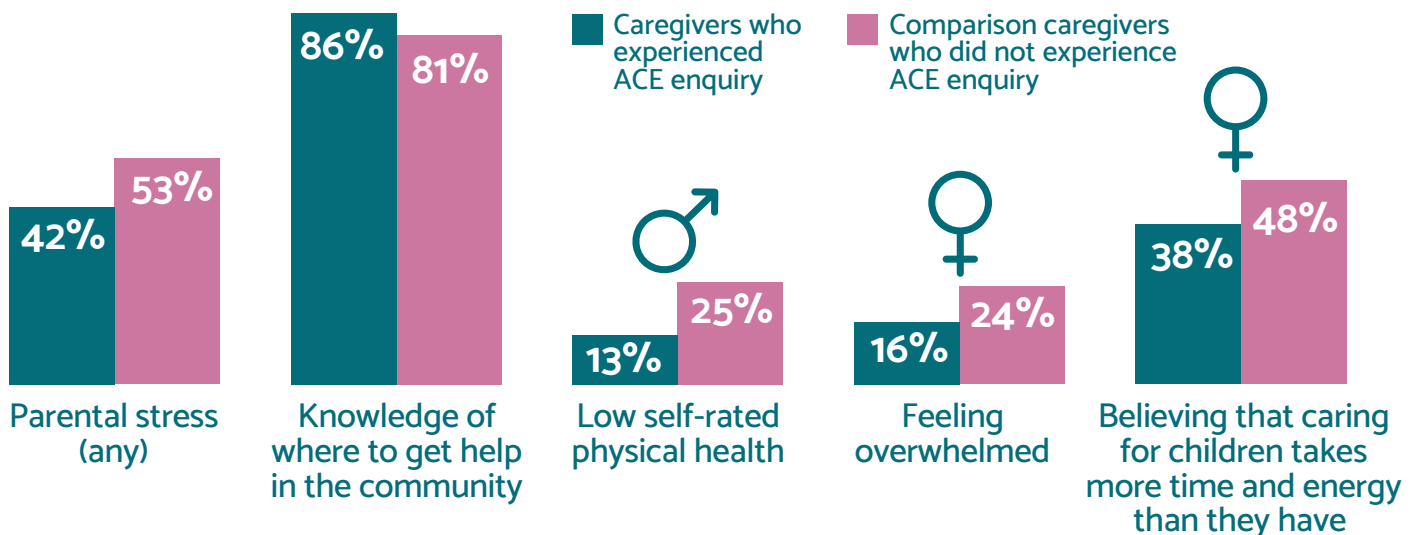 Caregivers who
experienced
ACE enquiry
Comparison caregivers
who did not experience
ACE enquiry
42%
53%
Parental stress
(any)
86%
81%
Knowledge of
where to get help
in the community
13%
25%
Low self-rated
physical health
16%
24%
Feeling
overwhelmed
38%
48%
Believing that caring
for children takes
more time and energy
than they have